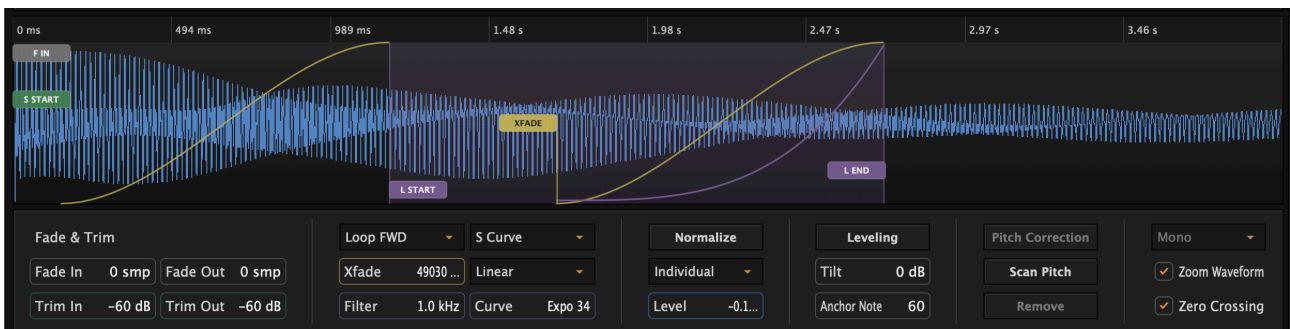 0 ms 494 ms 989 ms 1.48 s 1.98 s 2.47 s 2.97 s 3.46 s
F IN
S START
XFADE
L END
L START
Fade & Trim Loop FWD S Curve Normalize Leveling Pitch Correction Mono
Fade In 0 smp Fade Out 0 smp Xfade 49030 ... Linear Individual Tilt 0 dB Scan Pitch Zoom Waveform
Trim In -60 dB Trim Out -60 dB Filter 1.0 kHz Curve Expo 34 Level -0.1... Anchor Note 60 Remove Zero Crossing